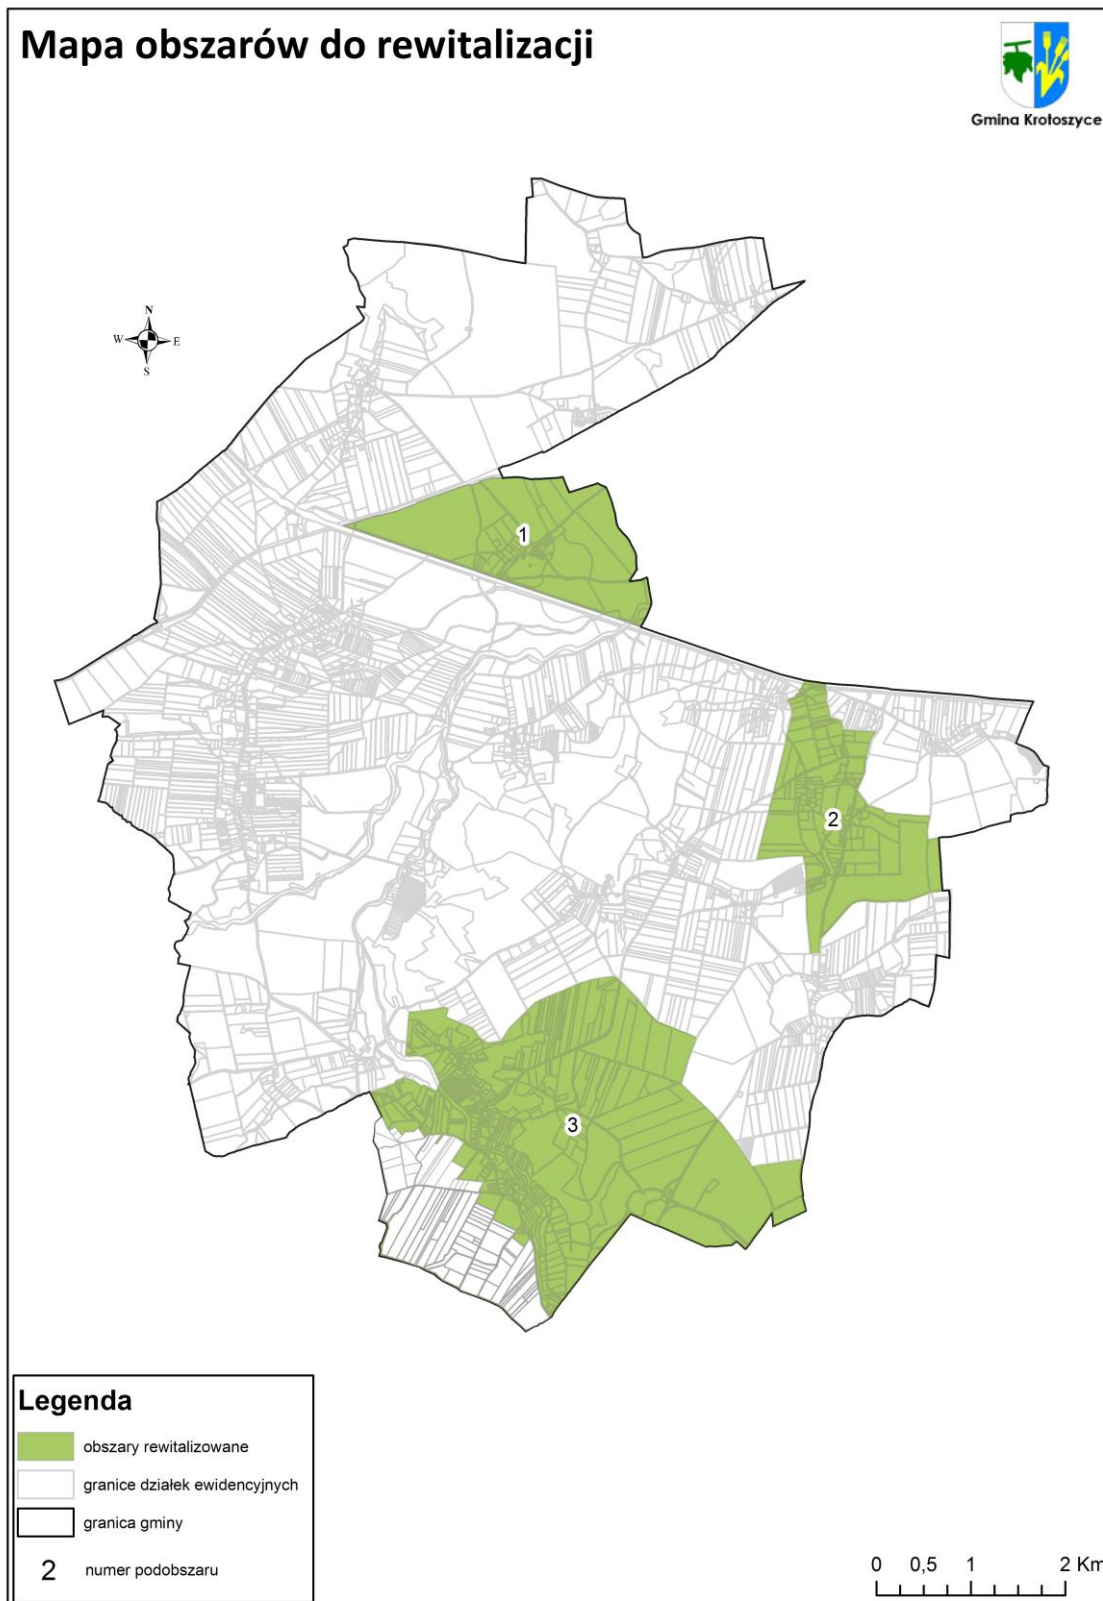 Mapa obszarów do rewitalizacji
Gmina Krotoszyce
N
W E
S
1
2
3
Legenda
obszary rewitalizowane
granice działek ewidencyjnych
granica gminy
2 numer podobszaru
0 0,5 1 2 Km